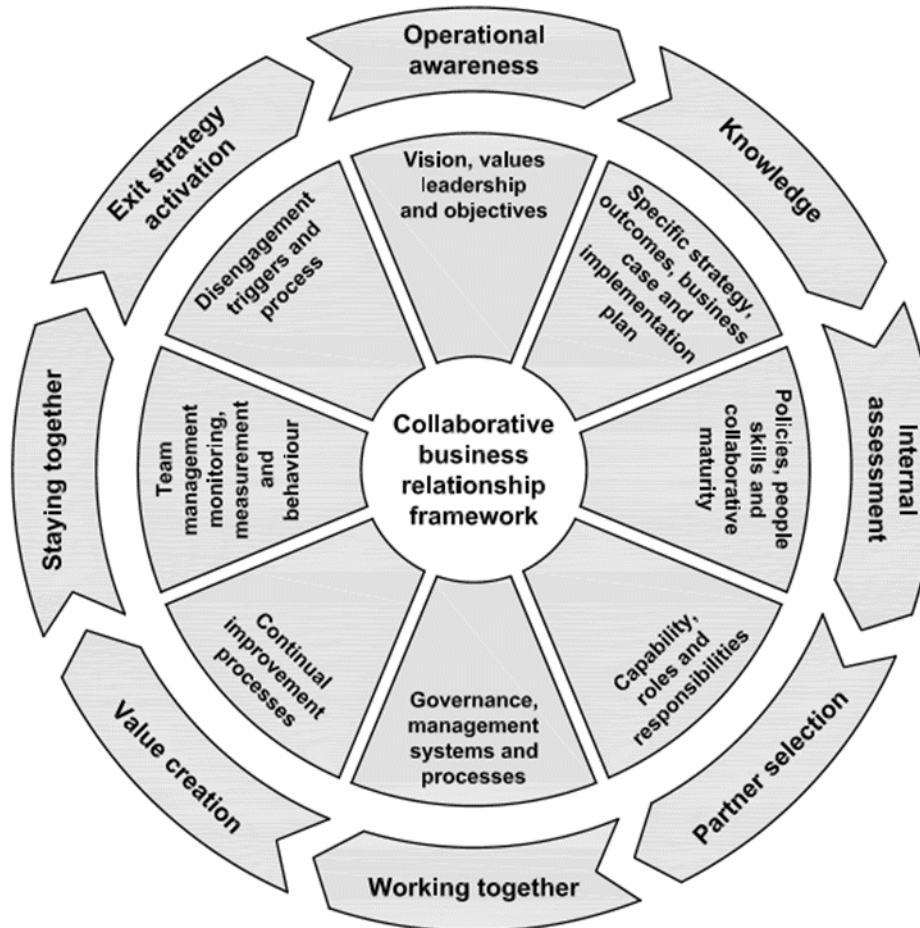 Operational
awareness
Knowledge
Internal
assessment
Partner selection
Working together
Value creation
Staying together
Exit strategy
activation
Vision, values
leadership
and objectives
Specific strategy,
outcomes, business
case and
implementation
plan
Policies, people
skills and
collaborative
maturity
Capability,
roles and
responsibilities
Governance,
management
systems and
processes
Continual
improvement
processes
Team
management
monitoring,
measurement
and
behaviour
Disengagement
triggers and
process
Collaborative
business
relationship
framework